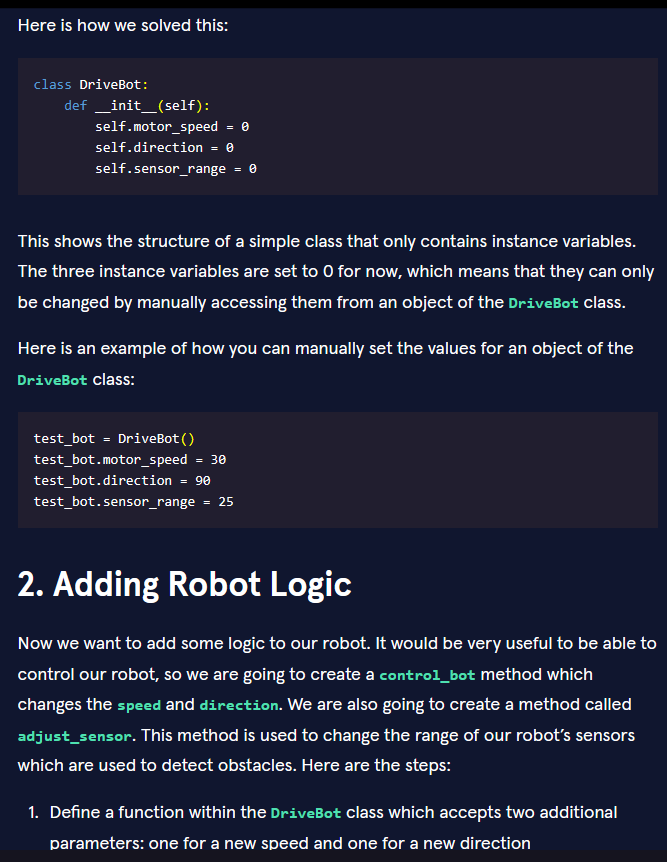 Here is how we solved this:
class DriveBot:
    def __init__(self):
        self.motor_speed = 0
        self.direction = 0
        self.sensor_range = 0
This shows the structure of a simple class that only contains instance variables.
The three instance variables are set to 0 for now, which means that they can only
be changed by manually accessing them from an object of the DriveBot class.
Here is an example of how you can manually set the values for an object of the
DriveBot class:
test_bot = DriveBot()
test_bot.motor_speed = 30
test_bot.direction = 90
test_bot.sensor_range = 25
2. Adding Robot Logic
Now we want to add some logic to our robot. It would be very useful to be able to
control our robot, so we are going to create a control_bot method which
changes the speed and direction. We are also going to create a method called
adjust_sensor. This method is used to change the range of our robot’s sensors
which are used to detect obstacles. Here are the steps:
1. Define a function within the DriveBot class which accepts two additional
parameters: one for a new speed and one for a new direction